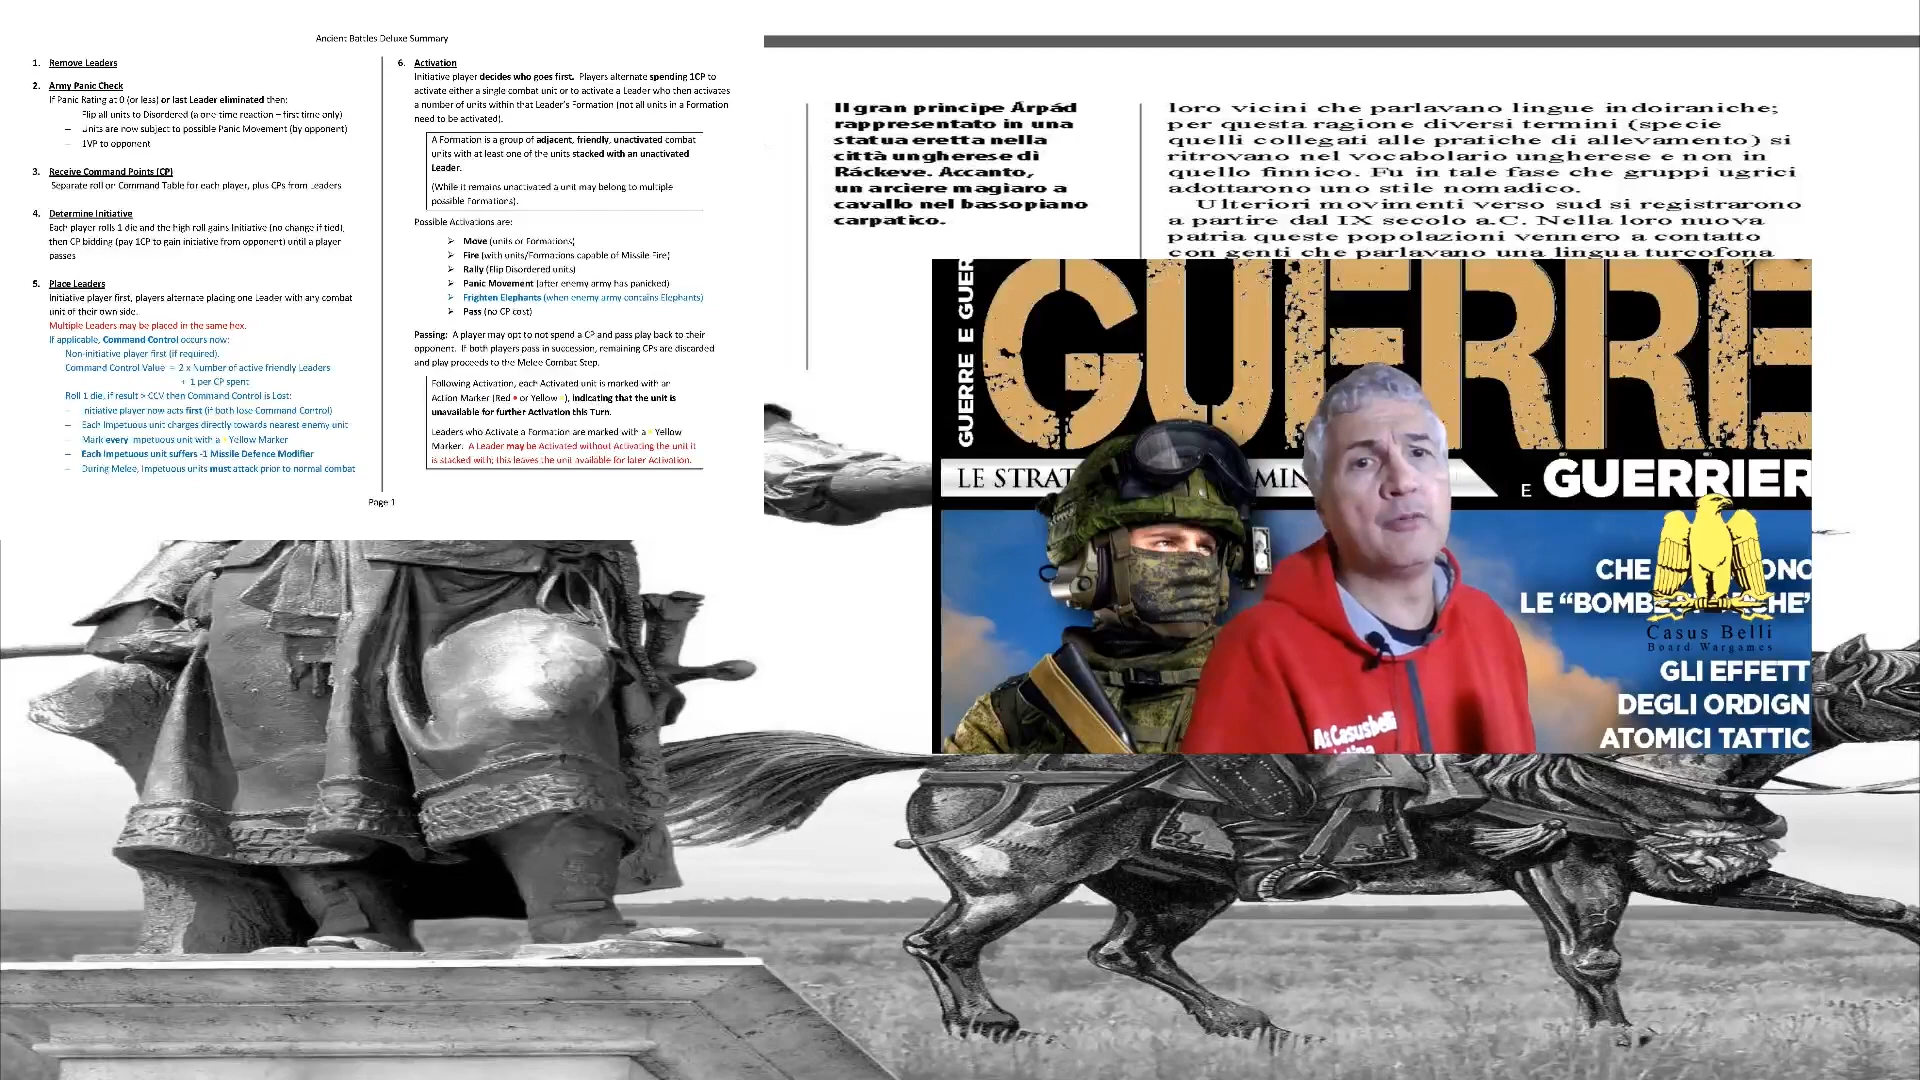 Ancient Battles Deluxe Summary
1. Remove Leaders
2. Army Panic Check
If Panic Rating at 0 (or less) or last Leader eliminated then:
Flip all units to Disordered (a one-time reaction – first time only)
– Units are now subject to possible Panic Movement (by opponent)
– 1VP to opponent
3. Receive Command Points (CP)
Separate roll on Command Table for each player, plus CPs from Leaders
4. Determine Initiative
Each player rolls 1 die and the high roll gains Initiative (no change if tied),
then CP bidding (pay 1CP to gain initiative from opponent) until a player
passes
5. Place Leaders
Initiative player first, players alternate placing one Leader with any combat
unit of their own side.
Multiple Leaders may be placed in the same hex.
If applicable, Command Control occurs now:
Non-initiative player first (if required).
Command Control Value = 2 x Number of active friendly Leaders
+ 1 per CP spent
Roll 1 die, if result > CCV then Command Control is Lost:
– Initiative player now acts first (if both lose Command Control)
– Each Impetuous unit charges directly towards nearest enemy unit
– Mark every Impetuous unit with a Yellow Marker
– Each Impetuous unit suffers -1 Missile Defence Modifier
– During Melee, Impetuous units must attack prior to normal combat
6. Activation
Initiative player decides who goes first. Players alternate spending 1CP to
activate either a single combat unit or to activate a Leader who then activates
a number of units within that Leader's Formation (not all units in a Formation
need to be activated).
A Formation is a group of adjacent, friendly, unactivated combat
units with at least one of the units stacked with an unactivated
Leader.
(While it remains unactivated a unit may belong to multiple
possible Formations).
Possible Activations are:
➢ Move (units or Formations)
➢ Fire (with units/Formations capable of Missile Fire)
➢ Rally (Flip Disordered units)
➢ Panic Movement (after enemy army has panicked)
➢ Frighten Elephants (when enemy army contains Elephants)
➢ Pass (no CP cost)
Passing: A player may opt to not spend a CP and pass play back to their
opponent. If both players pass in succession, remaining CPs are discarded
and play proceeds to the Melee Combat Step.
Following Activation, each Activated unit is marked with an
Action Marker (Red • or Yellow •), indicating that the unit is
unavailable for further Activation this Turn.
Leaders who Activate a Formation are marked with a Yellow
Marker. A Leader may be Activated without Activating the unit it
is stacked with; this leaves the unit available for later Activation.
Page 1
Il gran principe Árpád
rappresentato in una
statua eretta nella
città ungherese di
Ráckeve. Accanto,
un arciere magiaro a
cavallo nel bassopiano
carpatico.
loro vicini che parlavano lingue indoiraniche;
per questa ragione diversi termini (specie
quelli collegati alle pratiche di allevamento) si
ritrovano nel vocabolario ungherese e non in
quello finnico. Fu in tale fase che gruppi ugrici
adottarono uno stile nomadico.
Ulteriori movimenti verso sud si registrarono
a partire dal IX secolo a.C. Nella loro nuova
patria queste popolazioni vennero a contatto
con genti che parlavano una lingua turcofona
GUERRE E GUER
GUERRE
LE STRAT MIN
E GUERRIER
CHE ONO
LE “BOMB CHE”
Casus Belli
Board Wargames
GLI EFFETT
DEGLI ORDIGN
ATOMICI TATTIC
As Casusbelli